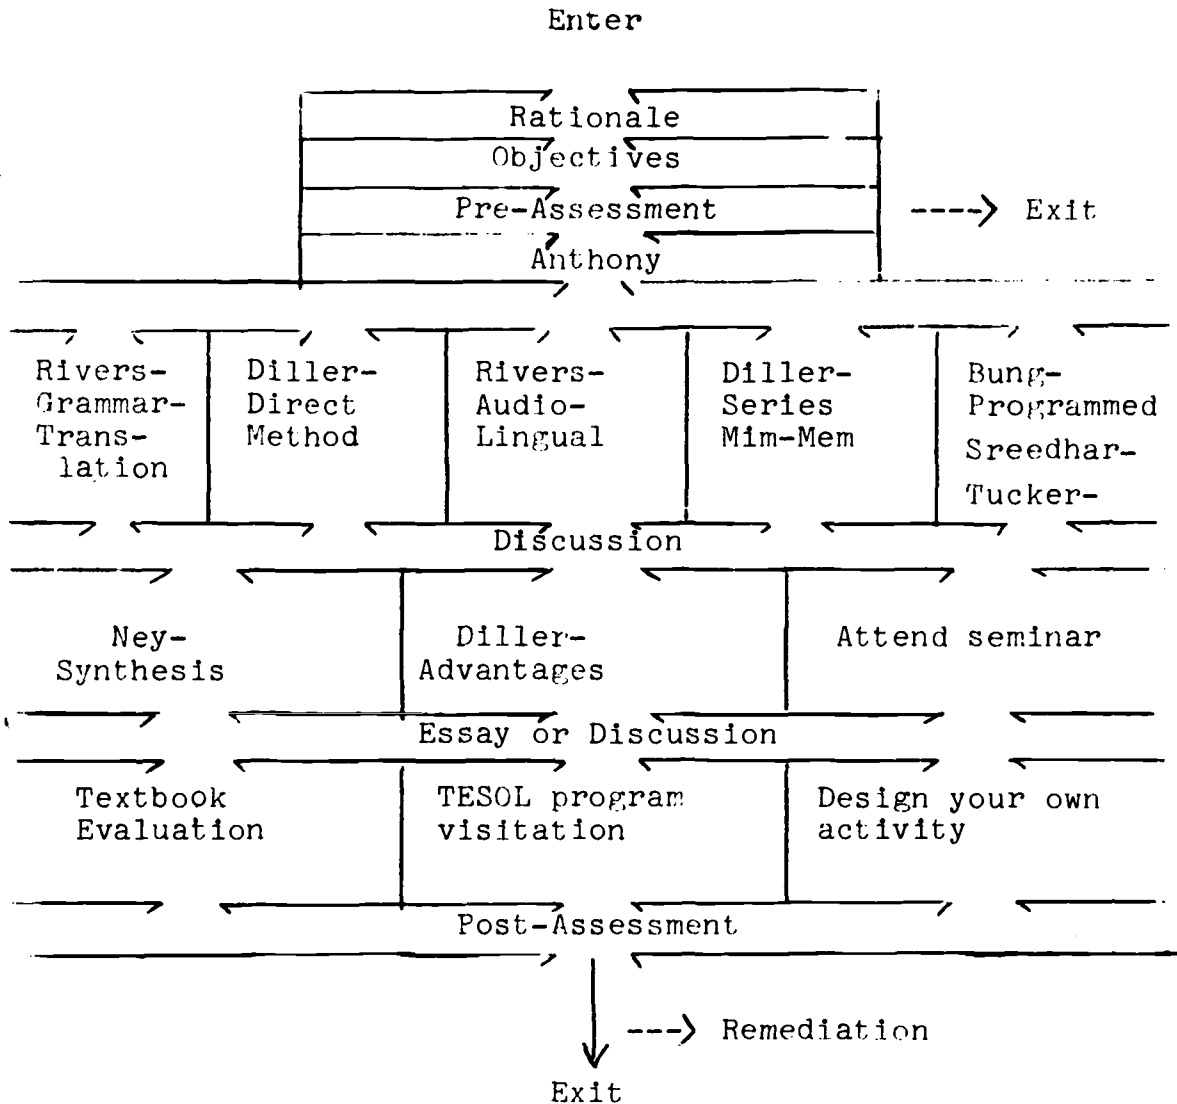 Enter
Rationale
Objectives
Pre-Assessment
----> Exit
Anthony
Rivers-
Grammar-
Trans-
lation
Diller-
Direct
Method
Rivers-
Audio-
Lingual
Diller-
Series
Mim-Mem
Bung-
Programmed
Sreedhar-
Tucker-
Discussion
Ney-
Synthesis
Diller-
Advantages
Attend seminar
Essay or Discussion
Textbook
Evaluation
TESOL program
visitation
Design your own
activity
Post-Assessment
---> Remediation
Exit